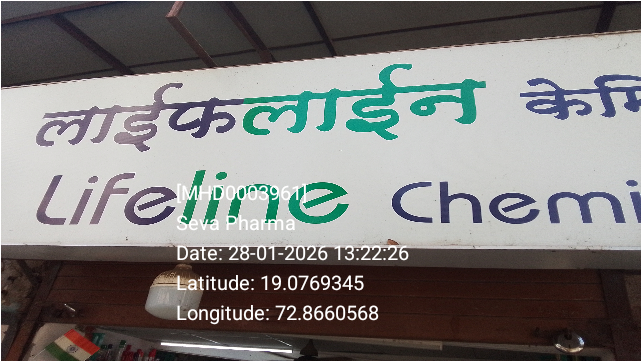 लाईफलाईन केमि
Lifeline Chemi
[MHD0003961]
Seva Pharma
Date: 28-01-2026 13:22:26
Latitude: 19.0769345
Longitude: 72.8660568